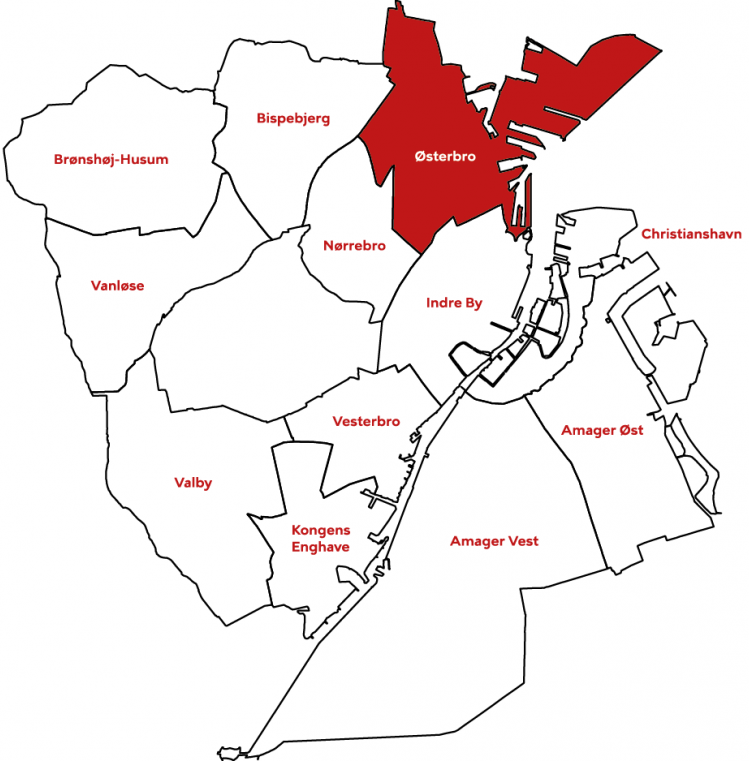 Bispebjerg
Brønshøj-Husum
Østerbro
Christianshavn
Nørrebro
Vanløse
Indre By
Vesterbro
Amager Øst
Valby
Kongens
Enghave
Amager Vest